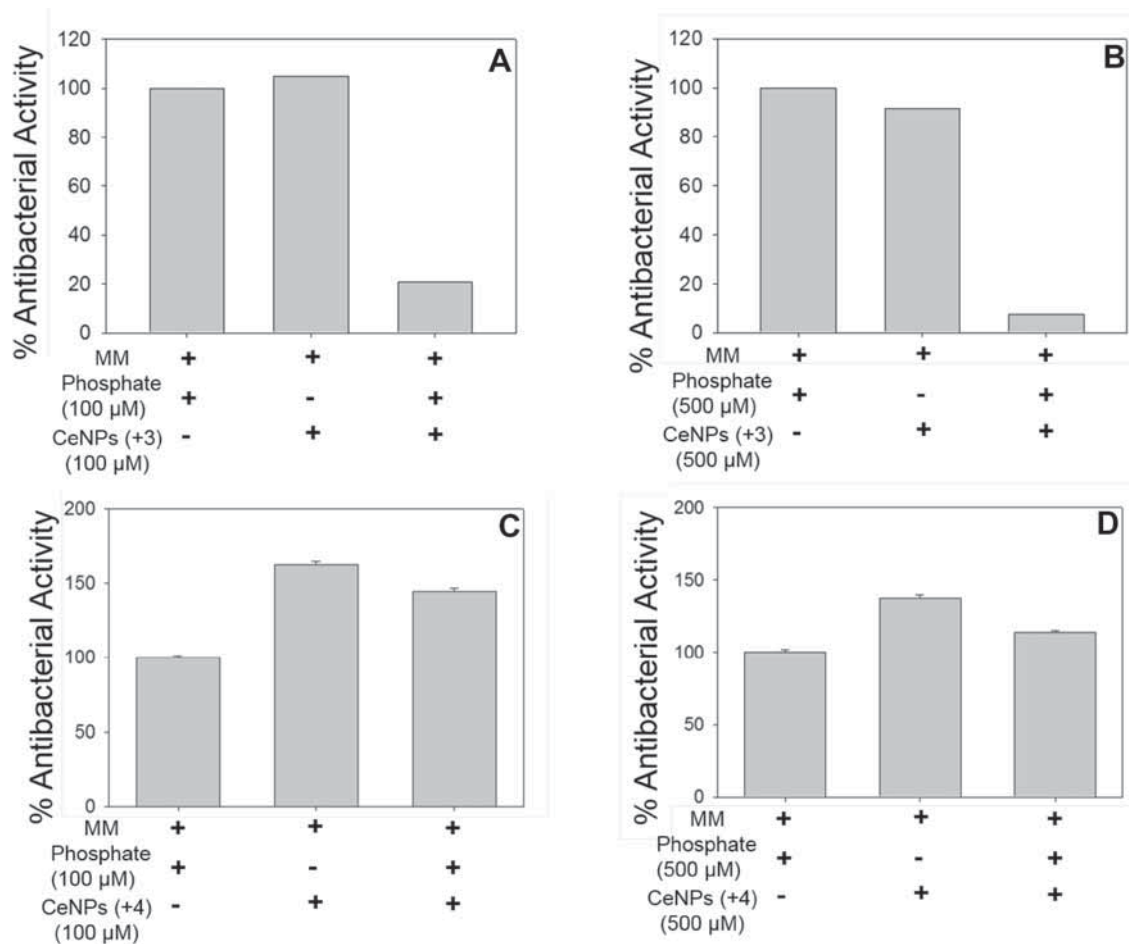 A
% Antibacterial Activity
120
100
80
60
40
20
0
MM + + +
Phosphate
(100 µM) + - +
CeNPs (+3) - + +
(100 µM)
B
% Antibacterial Activity
120
100
80
60
40
20
0
MM + + +
Phosphate
(500 µM) + - +
CeNPs (+3) - + +
(500 µM)
C
% Antibacterial Activity
200
150
100
50
0
MM + + +
Phosphate
(100 µM) + - +
CeNPs (+4) - + +
(100 µM)
D
% Antibacterial Activity
200
150
100
50
0
MM + + +
Phosphate
(500 µM) + - +
CeNPs (+4) - + +
(500 µM)